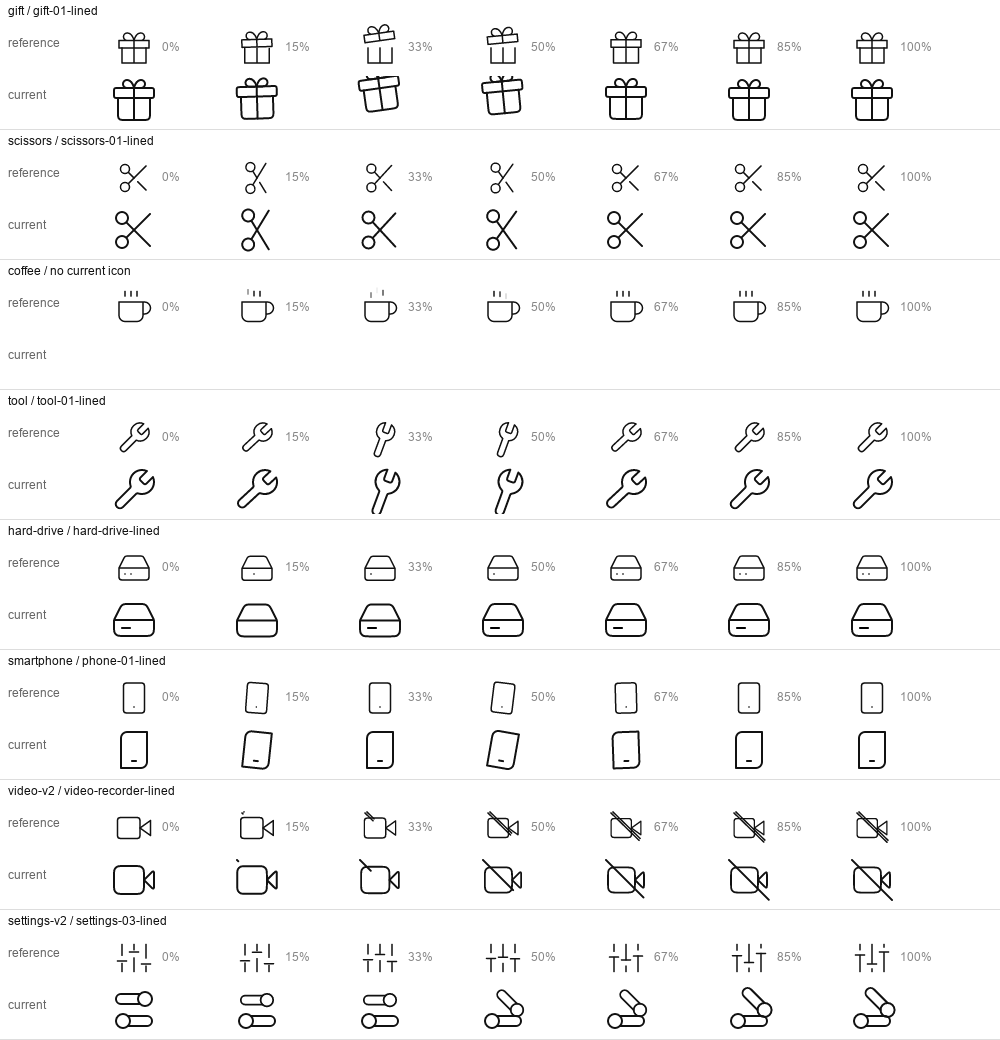 gift / gift-01-lined
reference 0% 15% 33% 50% 67% 85% 100%
current
scissors / scissors-01-lined
reference 0% 15% 33% 50% 67% 85% 100%
current
coffee / no current icon
reference 0% 15% 33% 50% 67% 85% 100%
current
tool / tool-01-lined
reference 0% 15% 33% 50% 67% 85% 100%
current
hard-drive / hard-drive-lined
reference 0% 15% 33% 50% 67% 85% 100%
current
smartphone / phone-01-lined
reference 0% 15% 33% 50% 67% 85% 100%
current
video-v2 / video-recorder-lined
reference 0% 15% 33% 50% 67% 85% 100%
current
settings-v2 / settings-03-lined
reference 0% 15% 33% 50% 67% 85% 100%
current